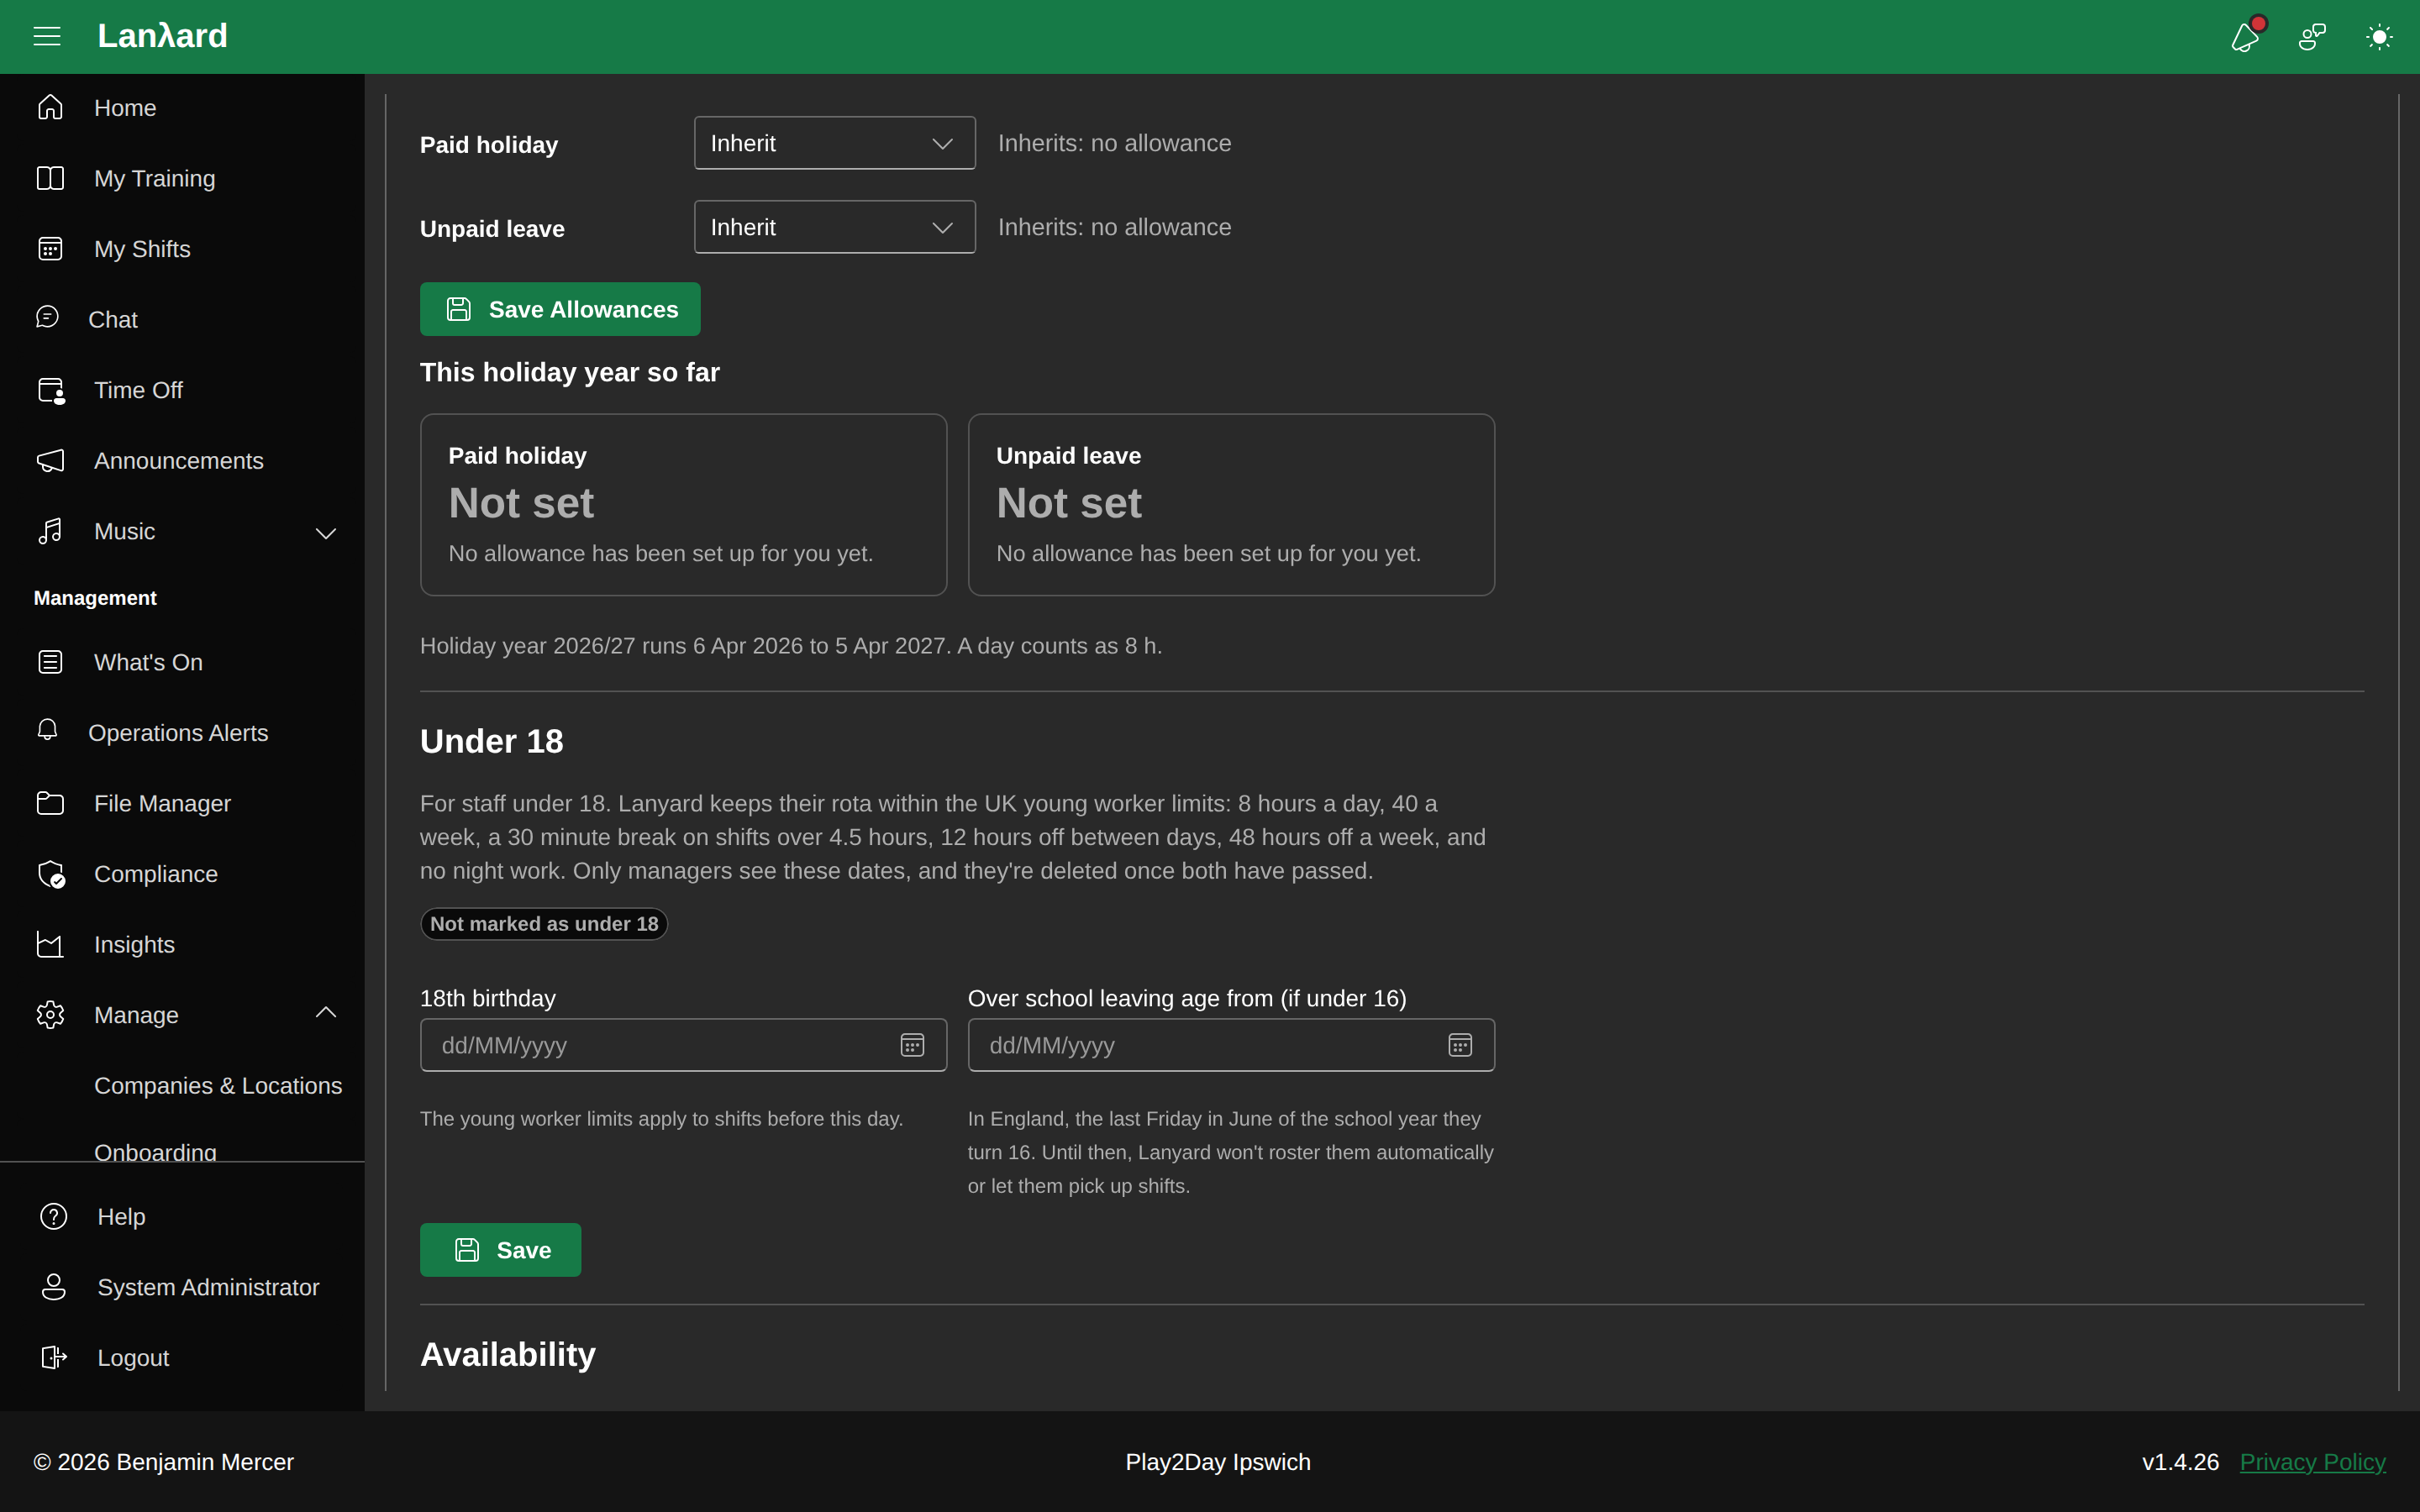 Lanλard
Home
My Training
My Shifts
Chat
Time Off
Announcements
Music
Management
What's On
Operations Alerts
File Manager
Compliance
Insights
Manage
Companies & Locations
Onboarding
Help
System Administrator
Logout
Paid holiday
Inherit
Inherits: no allowance
Unpaid leave
Inherit
Inherits: no allowance
Save Allowances
This holiday year so far
Paid holiday
Not set
No allowance has been set up for you yet.
Unpaid leave
Not set
No allowance has been set up for you yet.
Holiday year 2026/27 runs 6 Apr 2026 to 5 Apr 2027. A day counts as 8 h.
Under 18
For staff under 18. Lanyard keeps their rota within the UK young worker limits: 8 hours a day, 40 a
week, a 30 minute break on shifts over 4.5 hours, 12 hours off between days, 48 hours off a week, and
no night work. Only managers see these dates, and they're deleted once both have passed.
Not marked as under 18
18th birthday
dd/MM/yyyy
The young worker limits apply to shifts before this day.
Over school leaving age from (if under 16)
dd/MM/yyyy
In England, the last Friday in June of the school year they
turn 16. Until then, Lanyard won't roster them automatically
or let them pick up shifts.
Save
Availability
© 2026 Benjamin Mercer
Play2Day Ipswich
v1.4.26
Privacy Policy